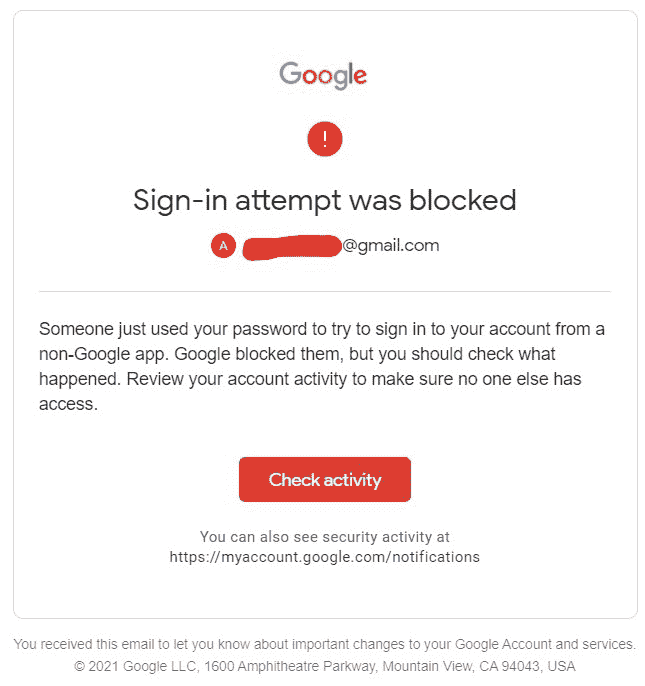 Google
!
Sign-in attempt was blocked
A @gmail.com
Someone just used your password to try to sign in to your account from a
non-Google app. Google blocked them, but you should check what
happened. Review your account activity to make sure no one else has
access.
Check activity
You can also see security activity at
https://myaccount.google.com/notifications
You received this email to let you know about important changes to your Google Account and services.
© 2021 Google LLC, 1600 Amphitheatre Parkway, Mountain View, CA 94043, USA